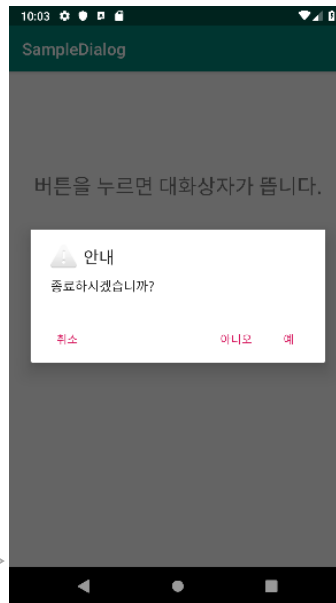 10:03
SampleDialog
버튼을 누르면 대화상자가 뜹니다.
안내
종료하시겠습니까?
취소 아니오 예